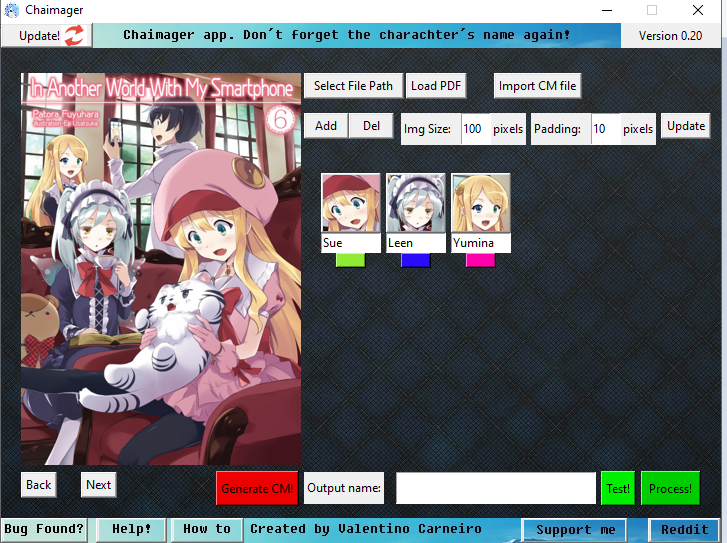 Chaimager
Update!
Chaimager app. Don´t forget the charachter´s name again!
Version 0.20
In Another World With My Smartphone
Patora Fuyuhara
illustration・Eiji Usatsuka
6
Select File Path
Load PDF
Import CM file
Add
Del
Img Size: 100 pixels
Padding: 10 pixels
Update
Sue
Leen
Yumina
Back
Next
Generate CM!
Output name:
Test!
Process!
Bug Found?
Help!
How to
Created by Valentino Carneiro
Support me
Reddit